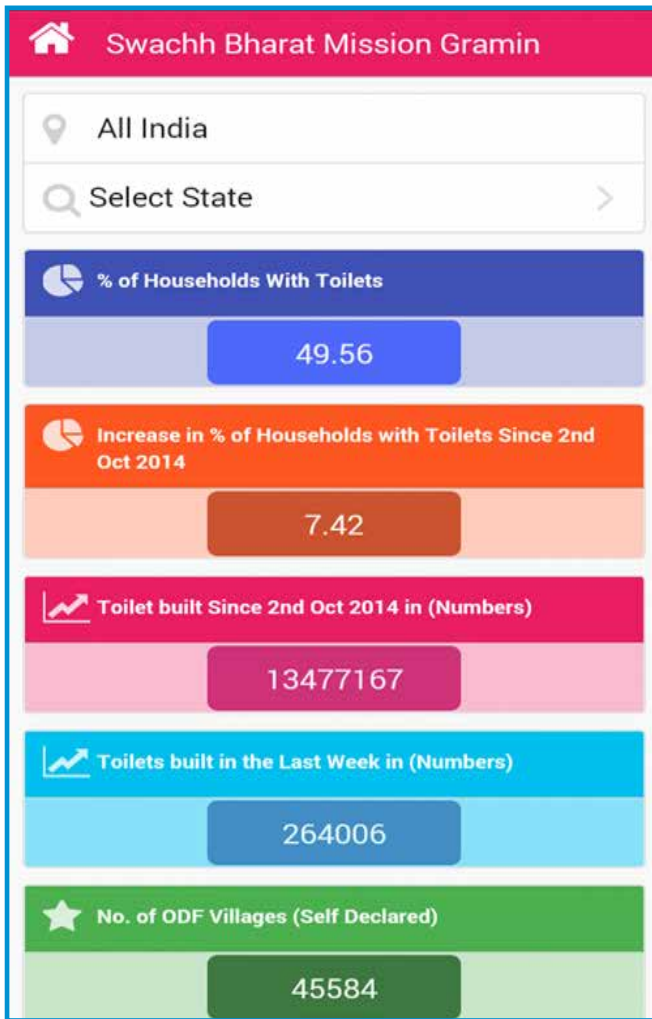 Swachh Bharat Mission Gramin
All India
Select State
% of Households With Toilets
49.56
Increase in % of Households with Toilets Since 2nd
Oct 2014
7.42
Toilet built Since 2nd Oct 2014 in (Numbers)
13477167
Toilets built in the Last Week in (Numbers)
264006
No. of ODF Villages (Self Declared)
45584